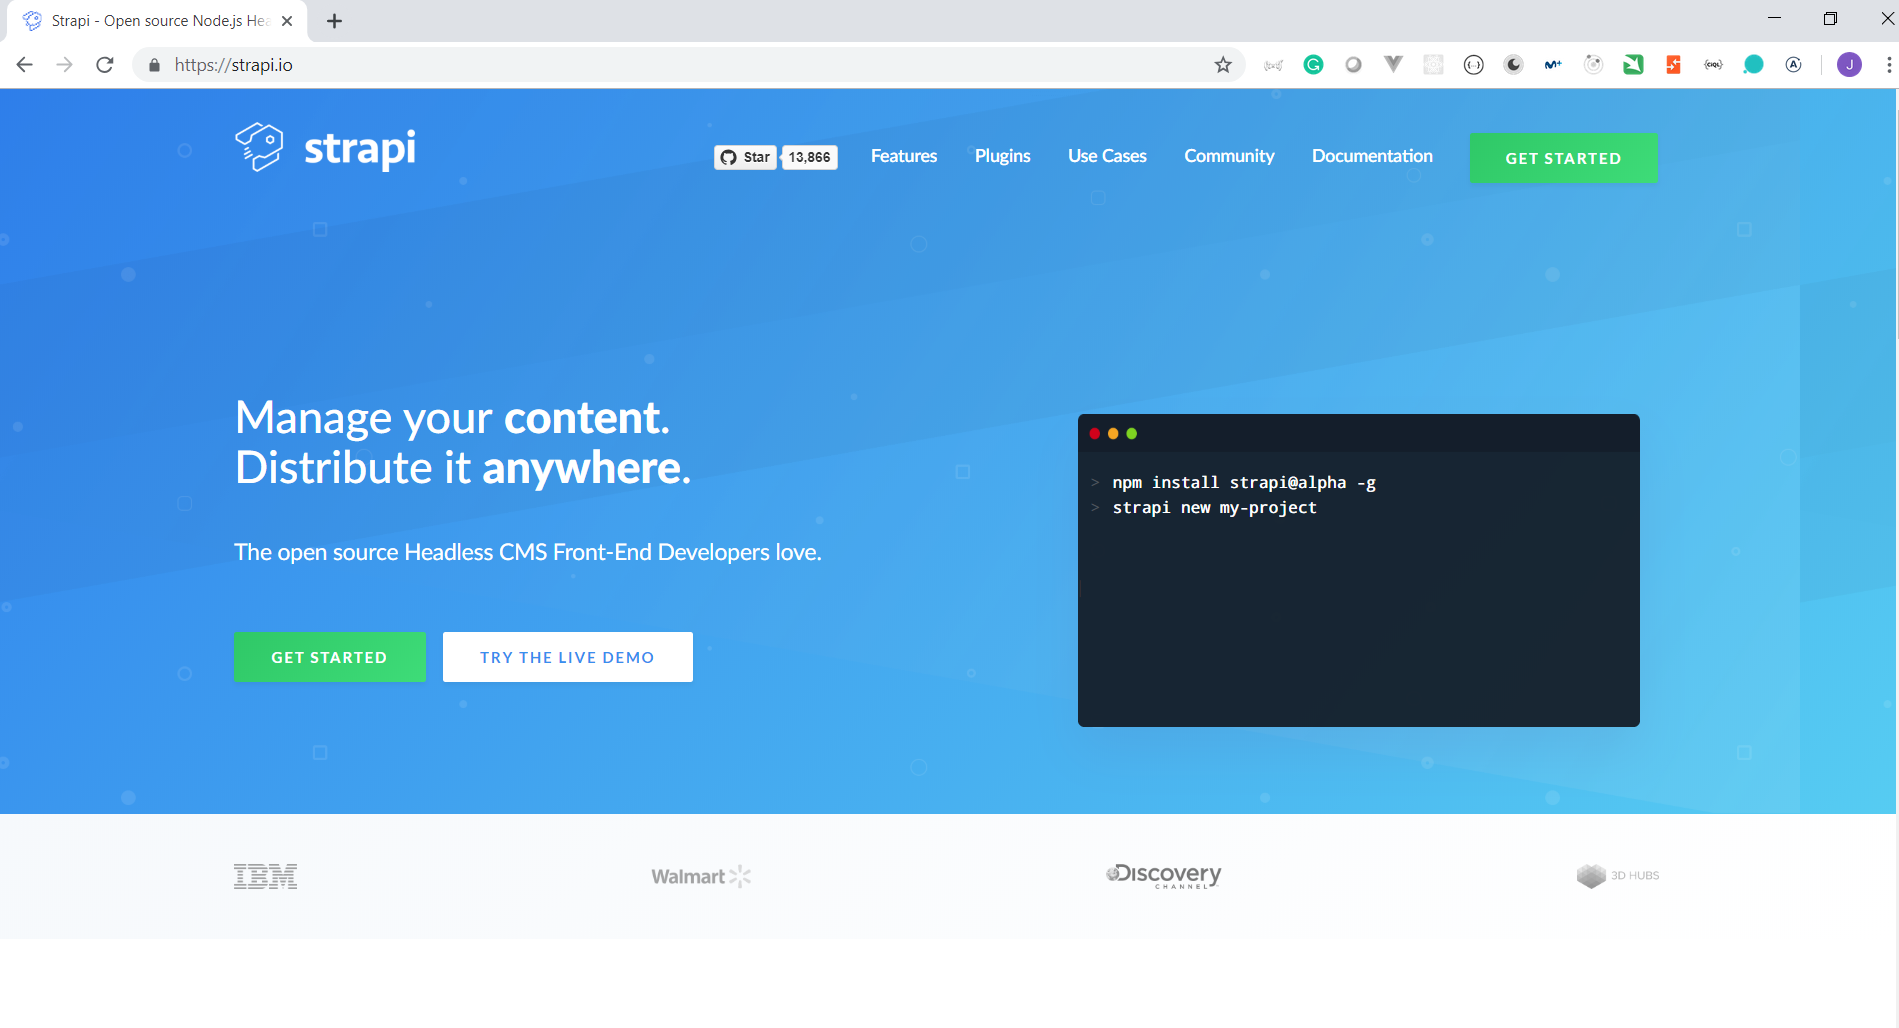 Strapi - Open source Node.js Hea
https://strapi.io
J
strapi
Star 13,866 Features Plugins Use Cases Community Documentation GET STARTED
Manage your content.
Distribute it anywhere.
The open source Headless CMS Front-End Developers love.
GET STARTED TRY THE LIVE DEMO
> npm install strapi@alpha -g
> strapi new my-project
IBM Walmart Discovery CHANNEL 3D HUBS